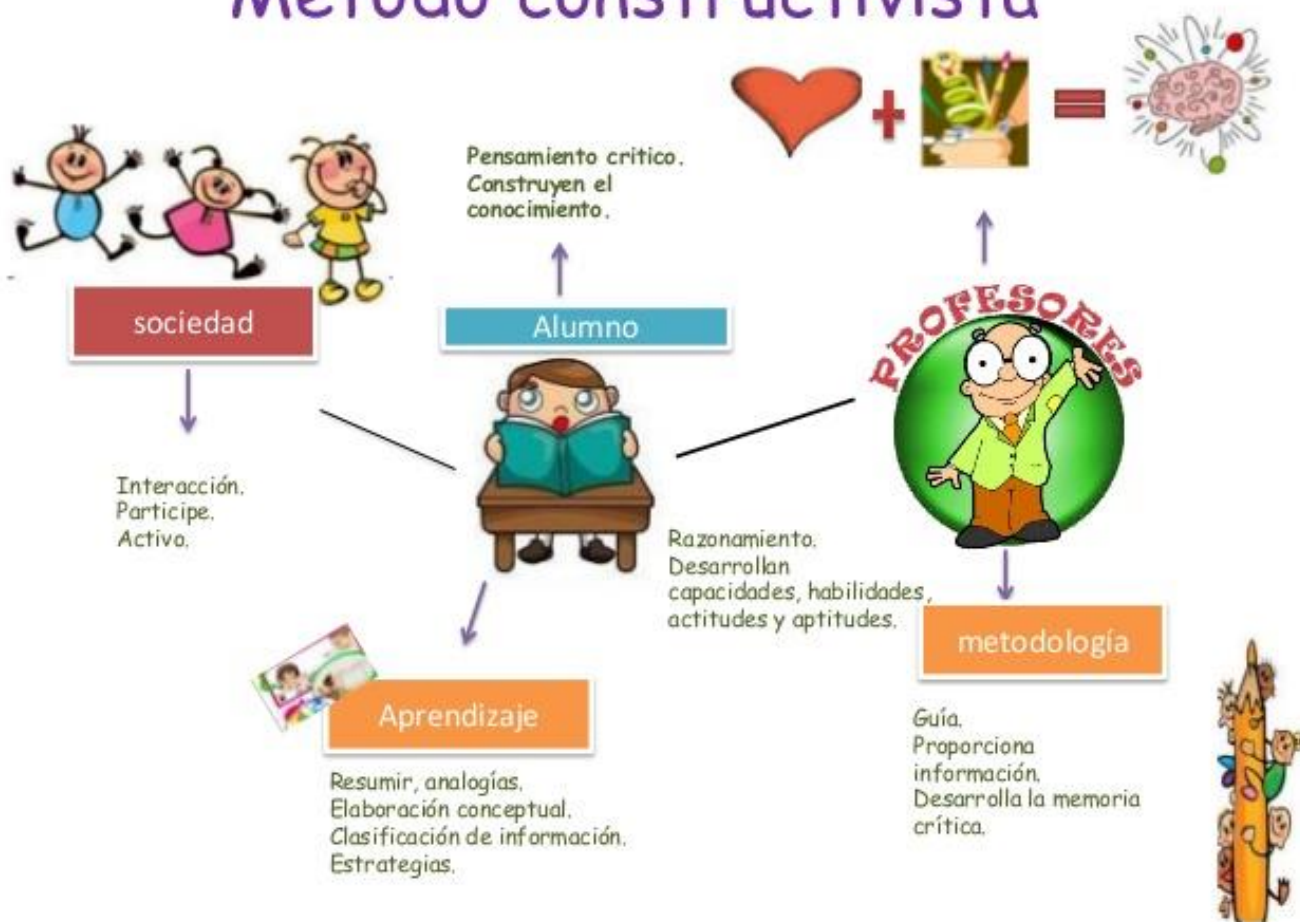 Método constructivista
Pensamiento critico.
Construyen el
conocimiento.
sociedad
Alumno
PROFESORES
Interacción.
Participe.
Activo.
Razonamiento.
Desarrollan
capacidades, habilidades,
actitudes y aptitudes.
metodología
Aprendizaje
Guía.
Proporciona
información.
Desarrolla la memoria
crítica.
Resumir, analogías.
Elaboración conceptual.
Clasificación de información.
Estrategias.